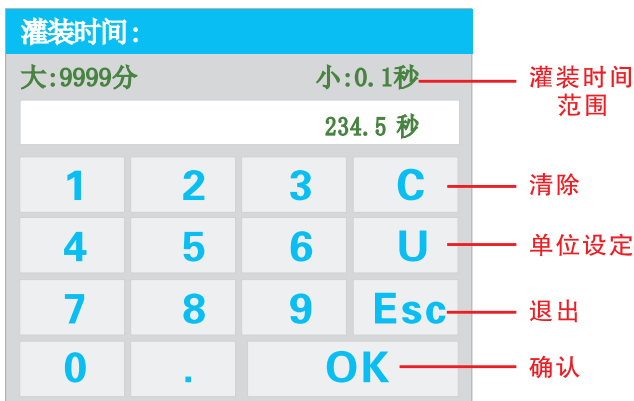 灌装时间:
大:9999分 小:0.1秒
灌装时间
范围
234.5 秒
1 2 3 C 清除
4 5 6 U 单位设定
7 8 9 Esc 退出
0 . OK 确认